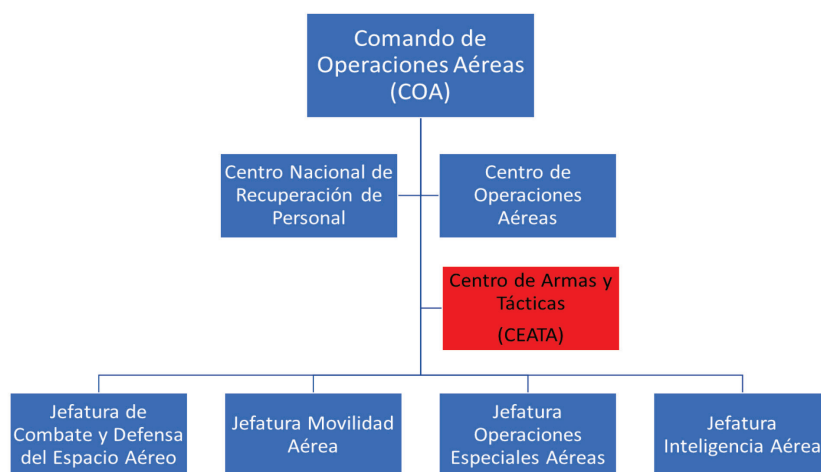 Comando de
Operaciones Aéreas
(COA)
Centro Nacional de
Recuperación de
Personal
Centro de
Operaciones
Aéreas
Centro de Armas y
Tácticas
(CEATA)
Jefatura de
Combate y Defensa
del Espacio Aéreo
Jefatura Movilidad
Aérea
Jefatura
Operaciones
Especiales Aéreas
Jefatura
Inteligencia Aérea